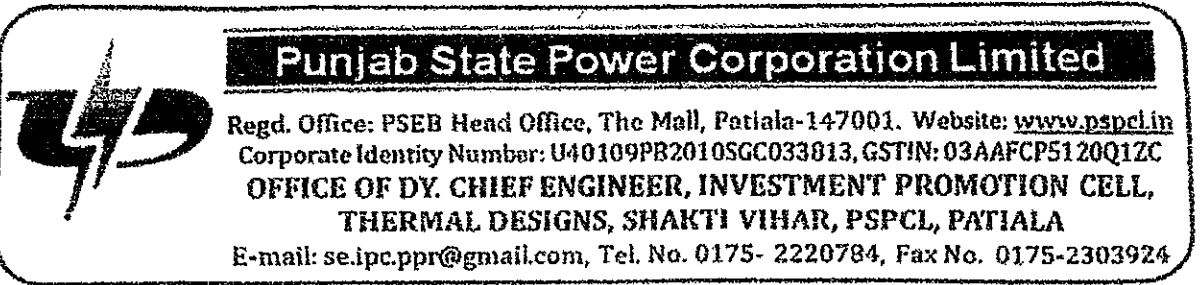 Punjab State Power Corporation Limited
Regd. Office: PSEB Head Office, The Mall, Patiala-147001. Website: www.pspcl.in
Corporate Identity Number: U40109PB2010SGC033813, GSTIN: 03AAFCP5120Q1ZC
OFFICE OF DY. CHIEF ENGINEER, INVESTMENT PROMOTION CELL,
THERMAL DESIGNS, SHAKTI VIHAR, PSPCL, PATIALA
E-mail: se.ipc.ppr@gmail.com, Tel. No. 0175- 2220784, Fax No. 0175-2303924